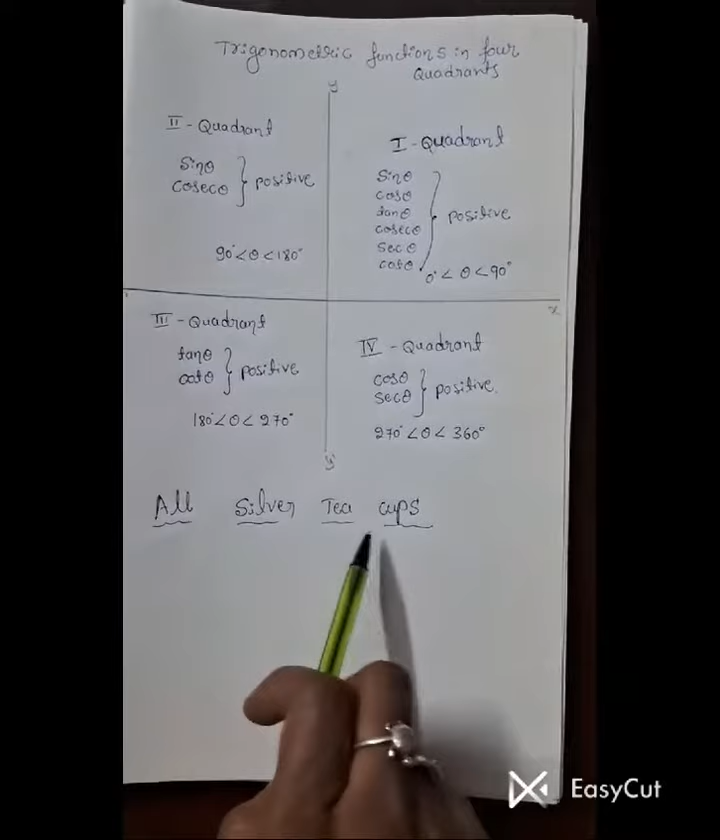 Trigonometric functions in four
Quadrants
y
II - Quadrant
sinθ
cosecθ
} positive
90° < θ < 180°
I - Quadrant
sinθ
cosθ
tanθ
cosecθ
secθ
cotθ
} positive
0° < θ < 90°
x
III - Quadrant
tanθ
cotθ
} positive
180° < θ < 270°
IV - Quadrant
cosθ
secθ
} positive.
270° < θ < 360°
y'
All Silver Tea cups
EasyCut